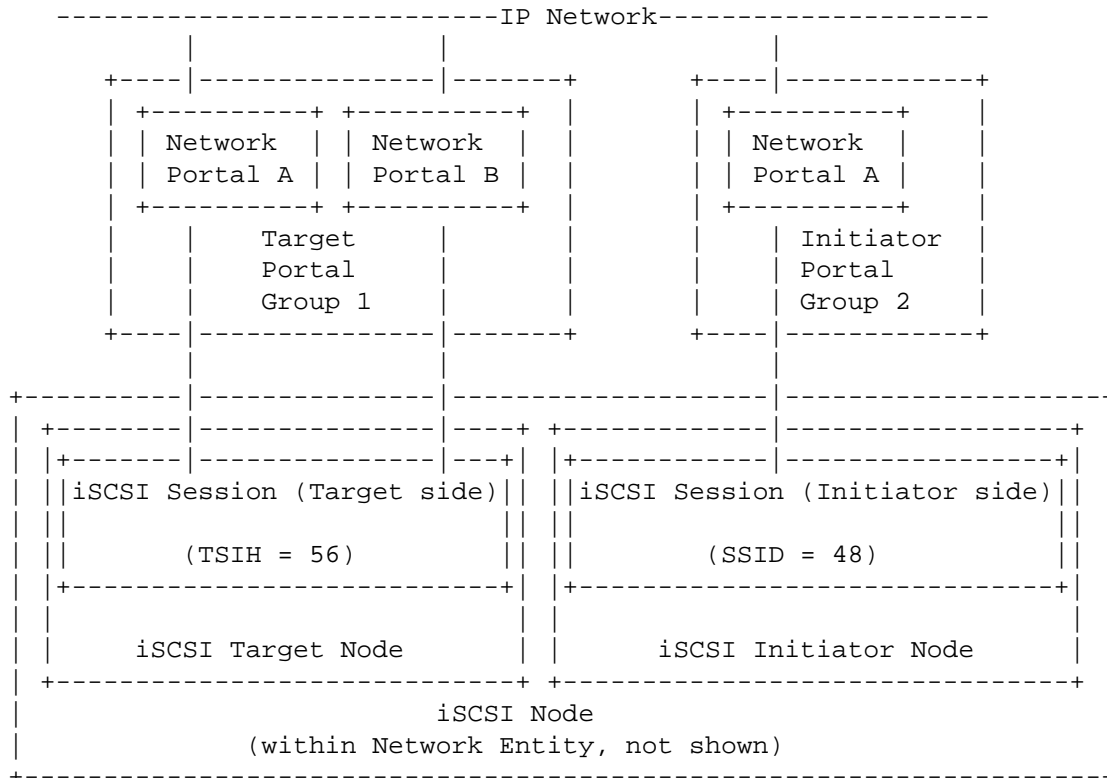 IP Network
Network Network Network
Portal A Portal B Portal A
Target Initiator
Portal Portal
Group 1 Group 2
iSCSI Session (Target side) iSCSI Session (Initiator side)
(TSIH = 56) (SSID = 48)
iSCSI Target Node iSCSI Initiator Node
iSCSI Node
(within Network Entity, not shown)